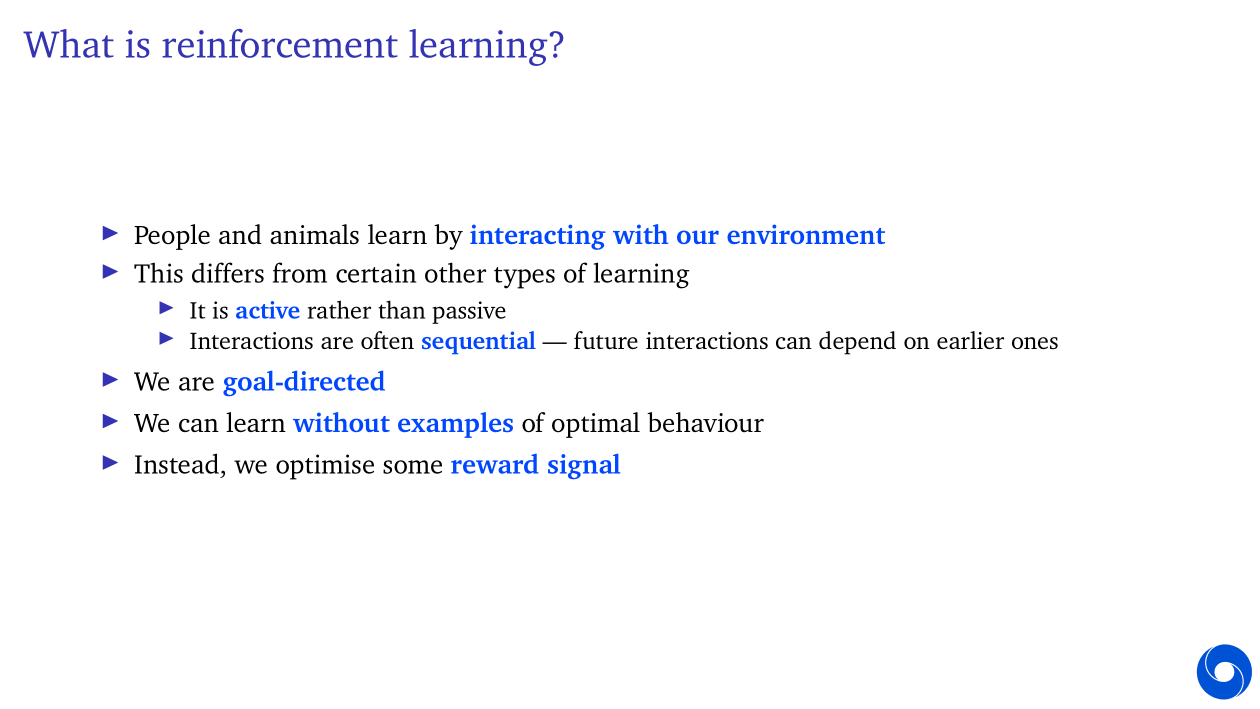 What is reinforcement learning?
▶ People and animals learn by interacting with our environment
▶ This differs from certain other types of learning
▶ It is active rather than passive
▶ Interactions are often sequential — future interactions can depend on earlier ones
▶ We are goal-directed
▶ We can learn without examples of optimal behaviour
▶ Instead, we optimise some reward signal